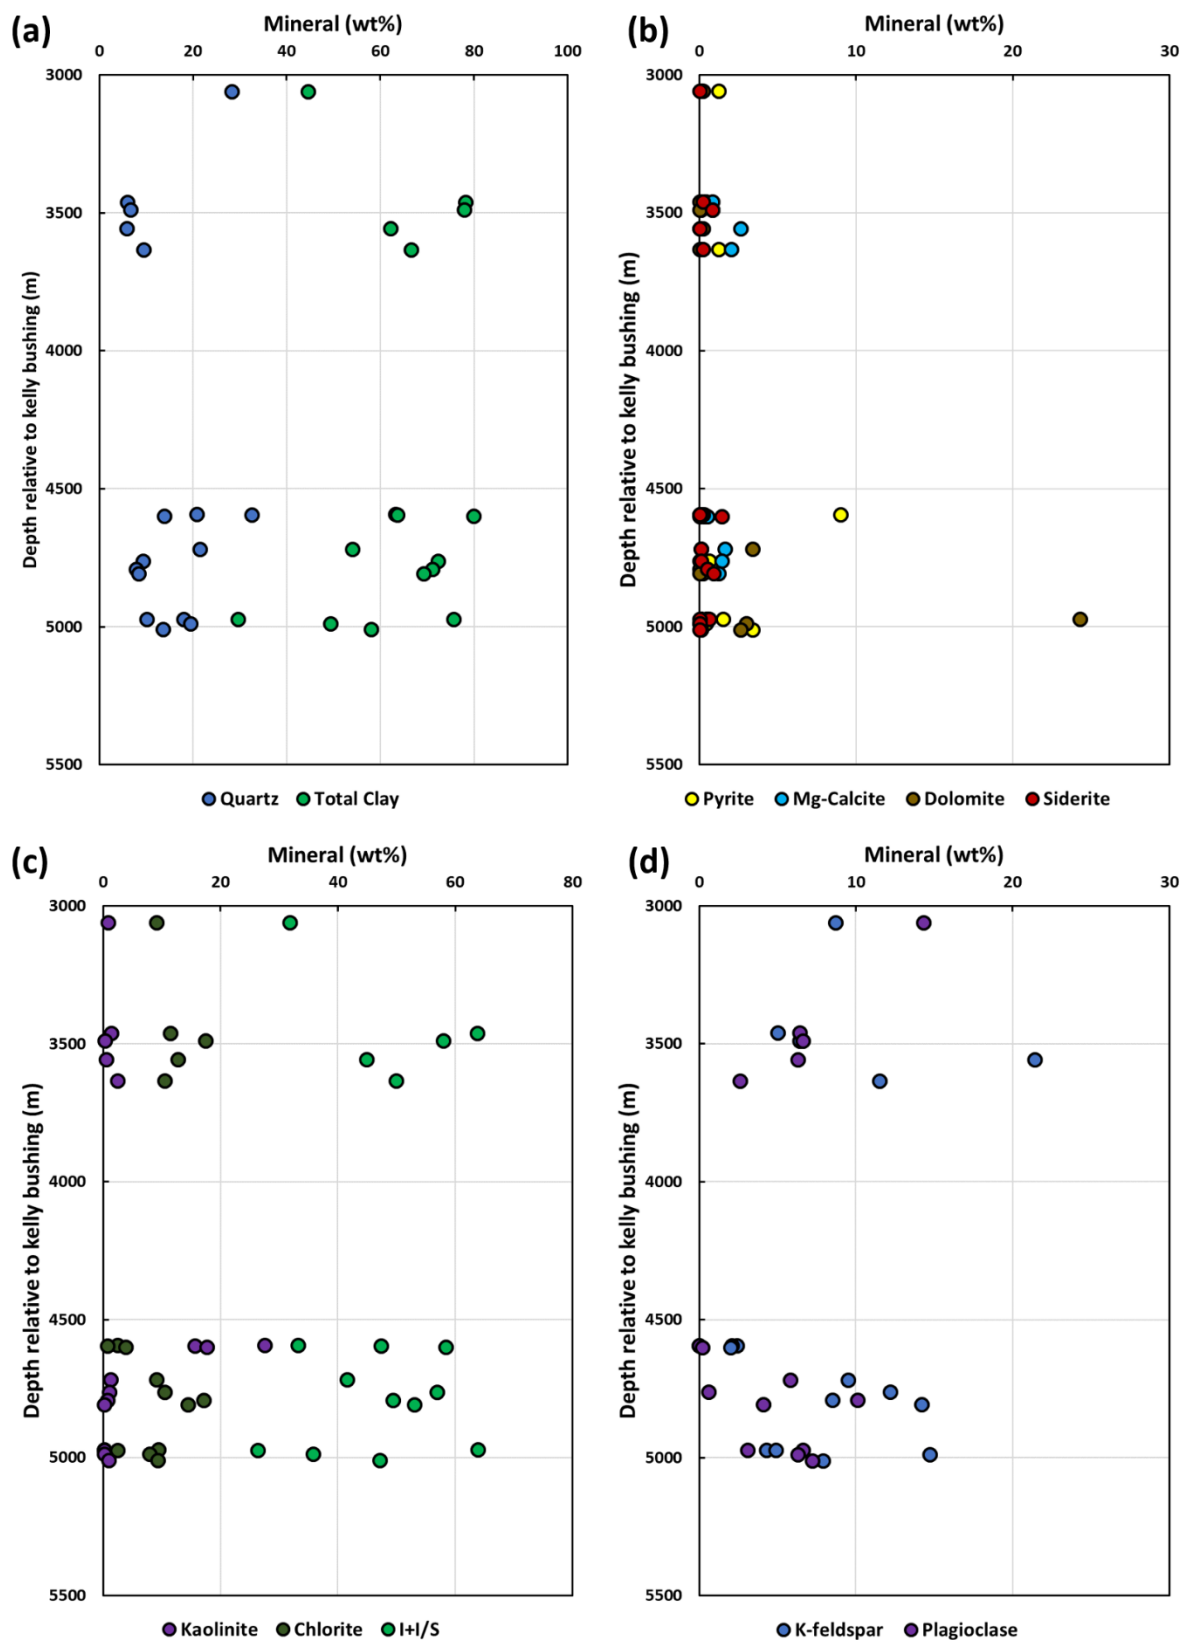 (a)
Mineral (wt%)
0 20 40 60 80 100
Depth relative to kelly bushing (m)
3000
3500
4000
4500
5000
5500
Quartz Total Clay
(b)
Mineral (wt%)
0 10 20 30
Depth relative to kelly bushing (m)
3000
3500
4000
4500
5000
5500
Pyrite Mg-Calcite Dolomite Siderite
(c)
Mineral (wt%)
0 20 40 60 80
Depth relative to kelly bushing (m)
3000
3500
4000
4500
5000
5500
Kaolinite Chlorite I+I/S
(d)
Mineral (wt%)
0 10 20 30
Depth relative to kelly bushing (m)
3000
3500
4000
4500
5000
5500
K-feldspar Plagioclase